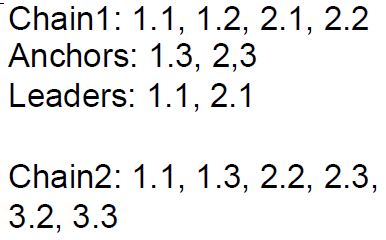 Chain1: 1.1, 1.2, 2.1, 2.2
Anchors: 1.3, 2,3
Leaders: 1.1, 2.1
Chain2: 1.1, 1.3, 2.2, 2.3,
3.2, 3.3